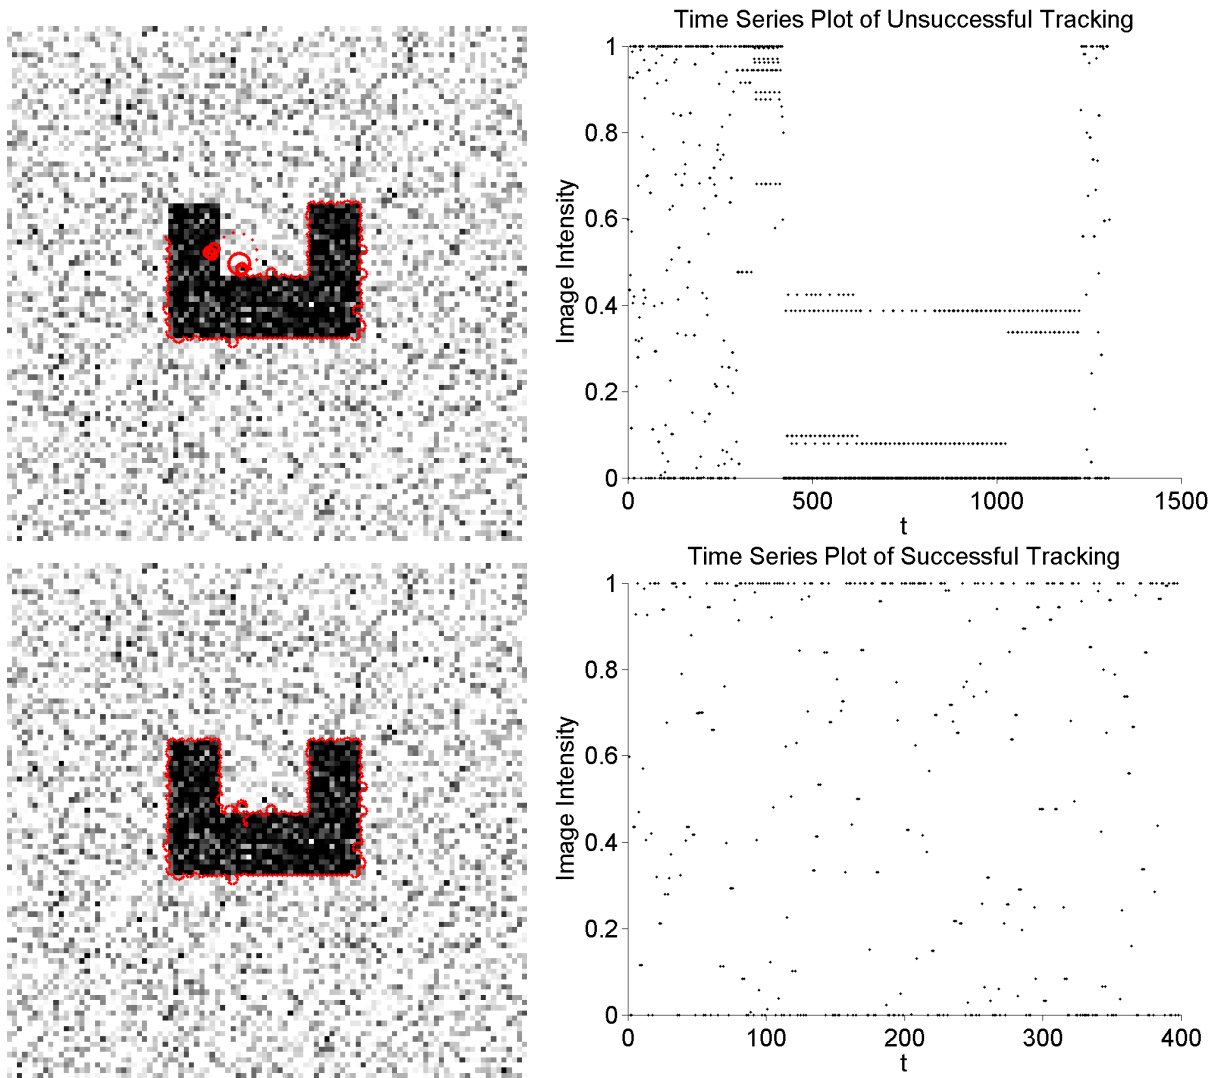 Time Series Plot of Unsuccessful Tracking
1
0.8
0.6
0.4
0.2
0
Image Intensity
0 500 1000 1500
t
Time Series Plot of Successful Tracking
1
0.8
0.6
0.4
0.2
0
Image Intensity
0 100 200 300 400
t